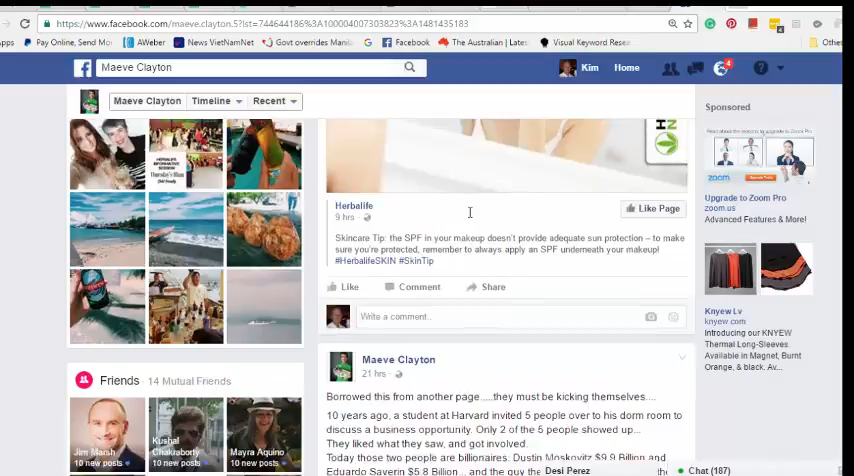 https://www.facebook.com/maeve.clayton.5?lst=744644186%3A100004307303823%3A1481435183
Apps Pay Online, Send Mon AWeber News VietNamNet Govt overrides Manila Facebook The Australian | Lates Visual Keyword Resea Othe
Maeve Clayton
Kim Home 4
Maeve Clayton Timeline Recent
Sponsored
Upgrade to Zoom Pro
zoom.us
Advanced Features & More!
Knyew Lv
knyew.com
Introducing our KNYEW
Thermal Long-Sleeves.
Available in Magnet, Burnt
Orange, & black. Av...
Herbalife
9 hrs ·
Like Page
Skincare Tip: the SPF in your makeup doesn't provide adequate sun protection – to make
sure you're protected, remember to always apply an SPF underneath your makeup!
#HerbalifeSKIN #SkinTip
Like Comment Share
Write a comment..
Friends · 14 Mutual Friends
Jim Marsh
10 new posts
Kushal
Chakraborty
10 new posts
Mayra Aquino
10 new posts
Maeve Clayton
21 hrs ·
Borrowed this from another page.....they must be kicking themselves....
10 years ago, a student at Harvard invited 5 people over to his dorm room to
discuss a business opportunity. Only 2 of the 5 people showed up...
They liked what they saw, and got involved.
Today those two people are billionaires: Dustin Moskovitz $9.9 Billion and
Eduardo Saverin $5.8 Billion... and the guy the
Desi Perez
Chat (187)